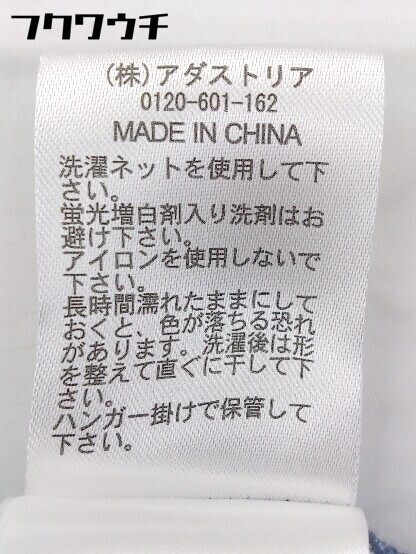 フクワウチ
(株)アダストリア
0120-601-162
MADE IN CHINA
洗濯ネットを使用して下
さい。
蛍光増白剤入り洗剤はお
避け下さい。
アイロンを使用しないで
下さい。
長時間濡れたままにして
おくと、色が落ちる恐れ
があります。洗濯後は形
を整えて直ぐに干して下
さい。
ハンガー掛けで保管して
下さい。